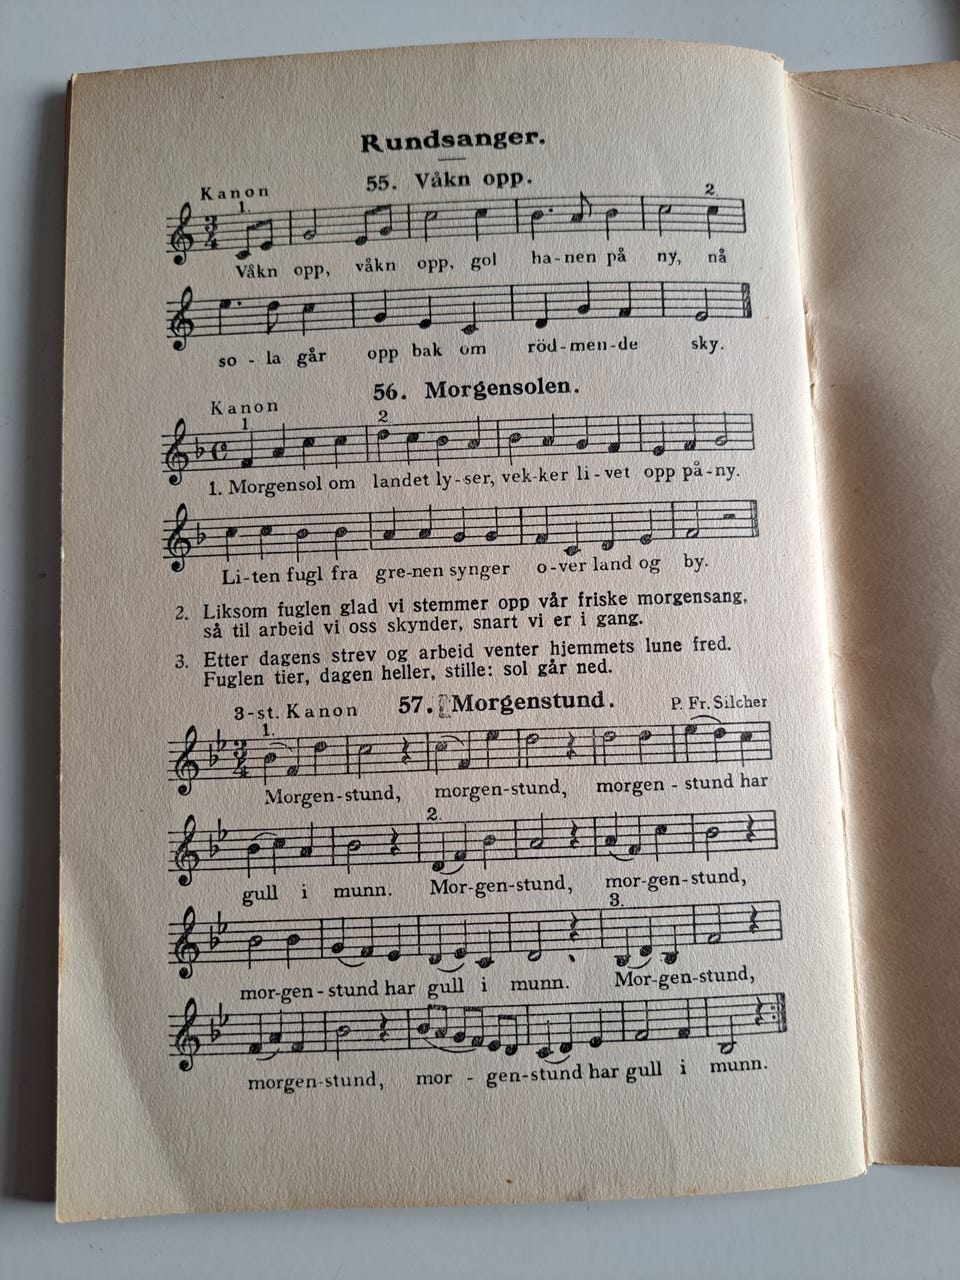 Rundsanger.
Kanon 55. Våkn opp.
1. 2.
3 4
Våkn opp, våkn opp, gol ha-nen på ny, nå
so - la går opp bak om röd-men-de sky.
56. Morgensolen.
Kanon
1. 2.
1. Morgensol om landet ly-ser, vek-ker li-vet opp på-ny.
Li-ten fugl fra gre-nen synger o-ver land og by.
2. Liksom fuglen glad vi stemmer opp vår friske morgensang,
så til arbeid vi oss skynder, snart vi er i gang.
3. Etter dagens strev og arbeid venter hjemmets lune fred.
Fuglen tier, dagen heller, stille: sol går ned.
3-st. Kanon 57. Morgenstund. P. Fr. Silcher
1.
Morgen-stund, morgen-stund, morgen - stund har
2.
gull i munn. Mor-gen-stund, mor-gen-stund,
3.
mor-gen-stund har gull i munn. Mor-gen-stund,
morgen-stund, mor - gen-stund har gull i munn.